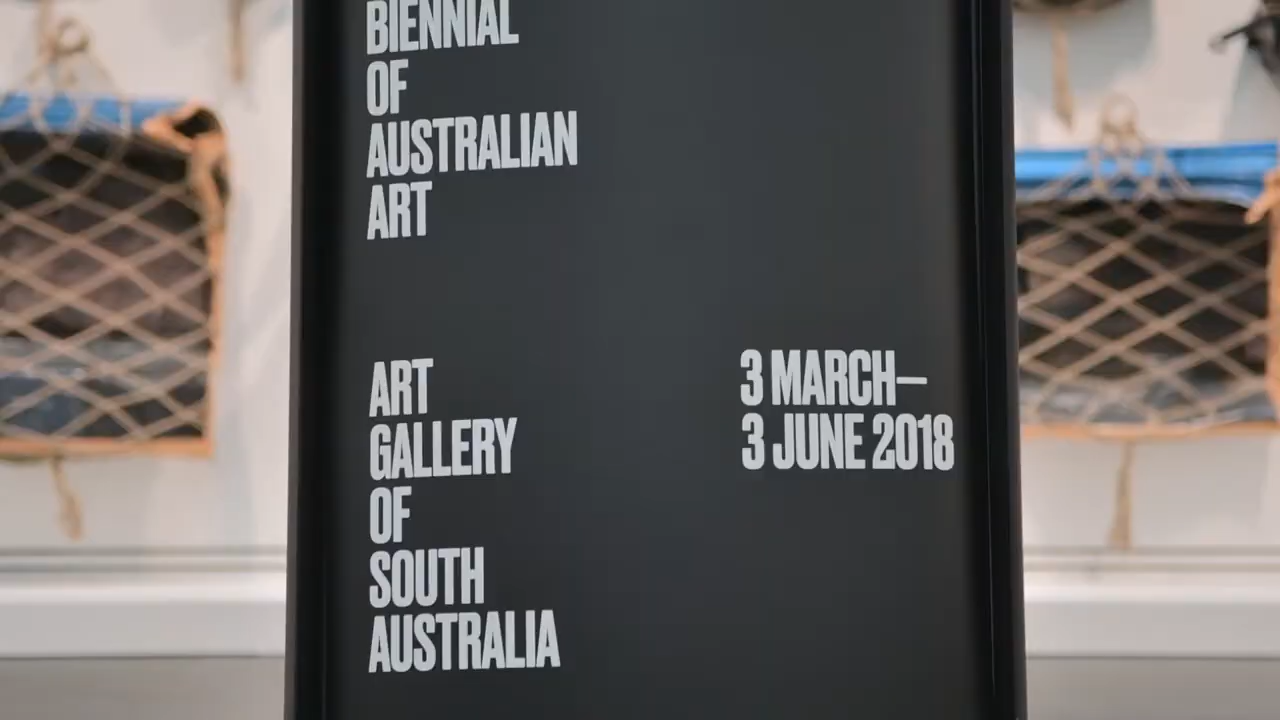 BIENNIAL
OF
AUSTRALIAN
ART
ART
GALLERY
OF
SOUTH
AUSTRALIA
3 MARCH—
3 JUNE 2018